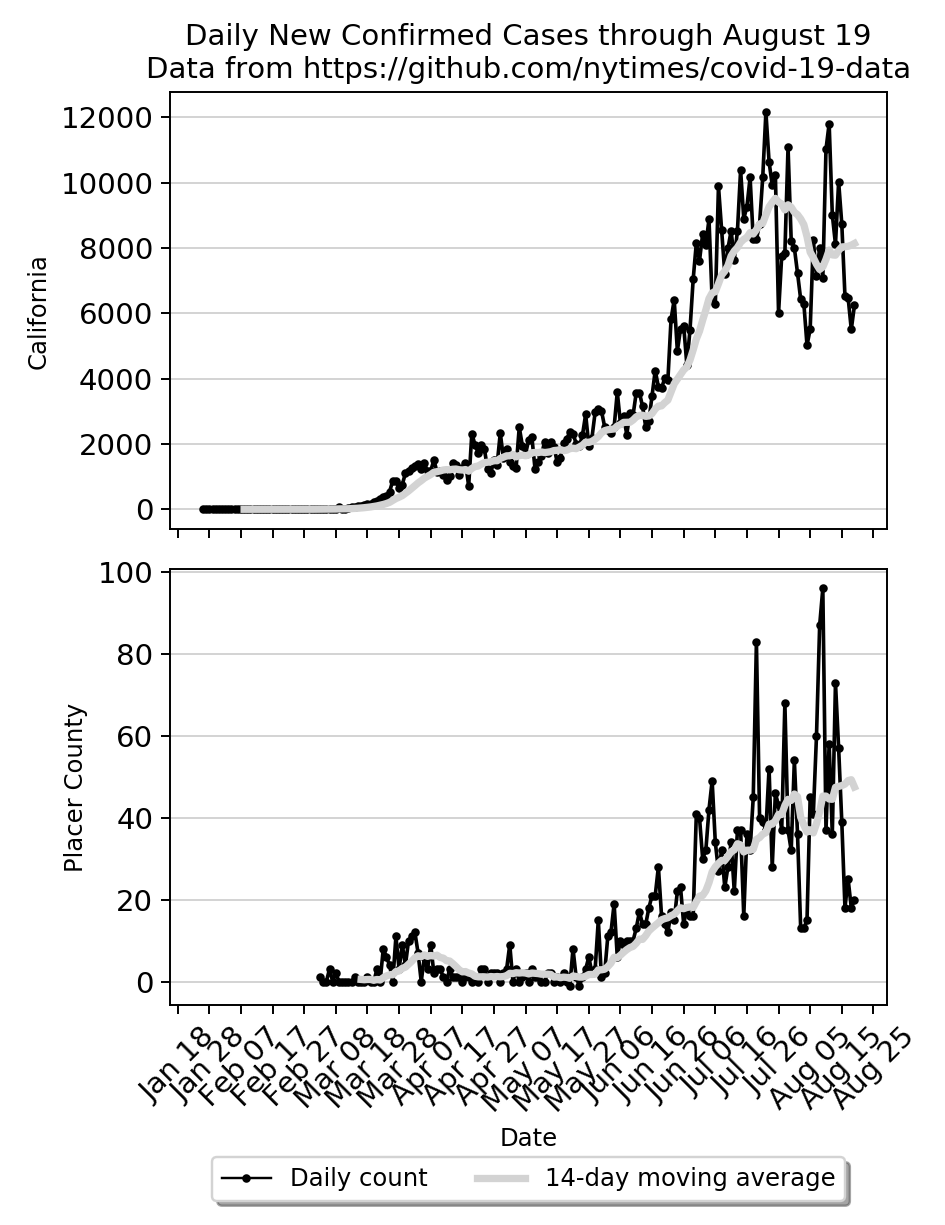 Daily New Confirmed Cases through August 19
Data from https://github.com/nytimes/covid-19-data
California
12000
10000
8000
6000
4000
2000
0
Placer County
100
80
60
40
20
0
Jan 18
Jan 28
Feb 07
Feb 17
Feb 27
Mar 08
Mar 18
Mar 28
Apr 07
Apr 17
Apr 27
May 07
May 17
May 27
Jun 06
Jun 16
Jun 26
Jul 06
Jul 16
Jul 26
Aug 05
Aug 15
Aug 25
Date
Daily count
14-day moving average